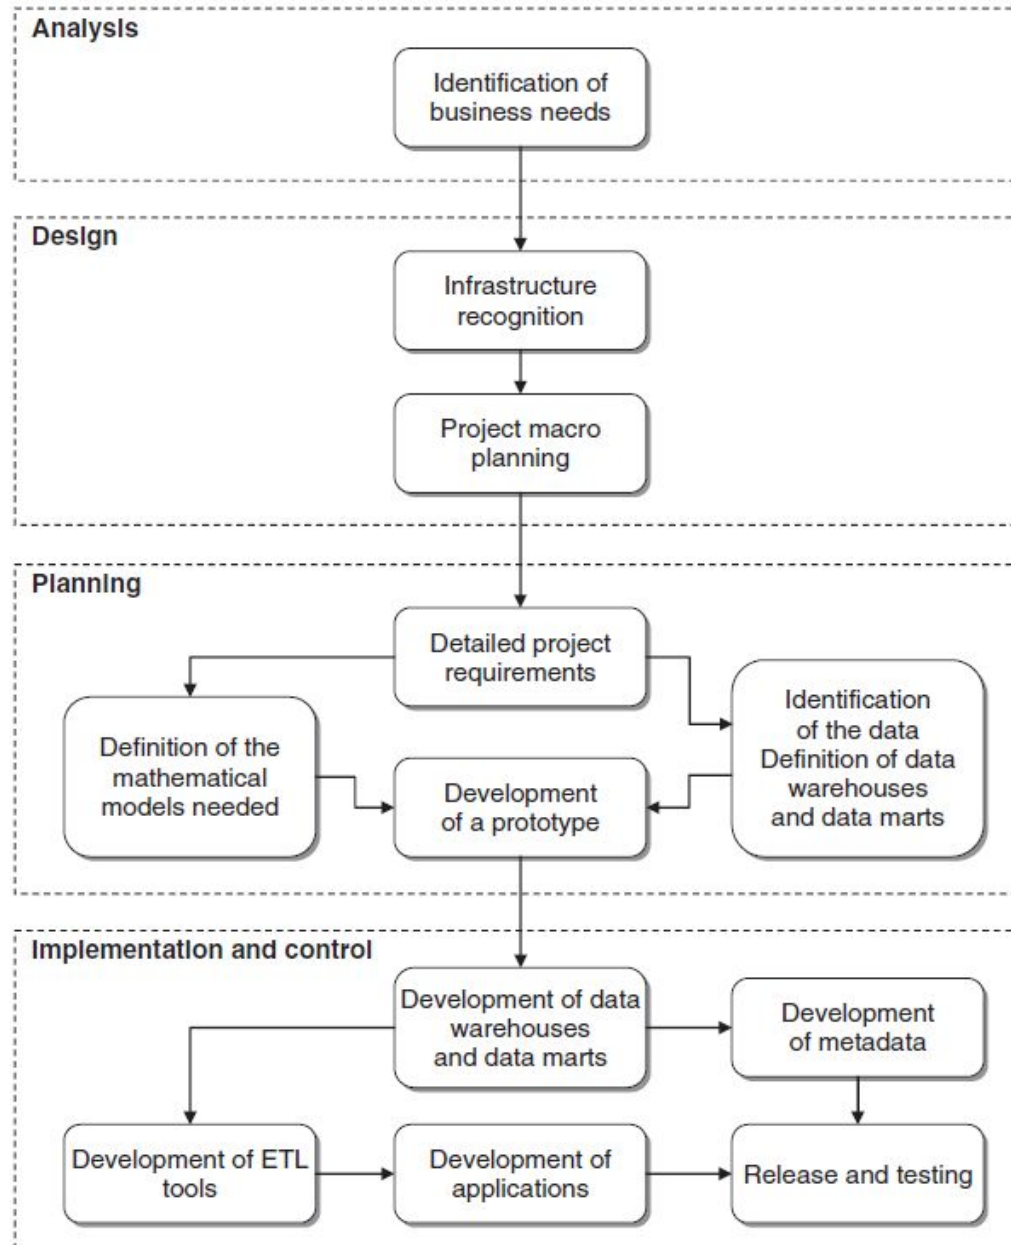 Analysis
Identification of
business needs
Design
Infrastructure
recognition
Project macro
planning
Planning
Detailed project
requirements
Definition of the
mathematical
models needed
Development
of a prototype
Identification
of the data
Definition of data
warehouses
and data marts
Implementation and control
Development of data
warehouses
and data marts
Development
of metadata
Development of ETL
tools
Development of
applications
Release and testing